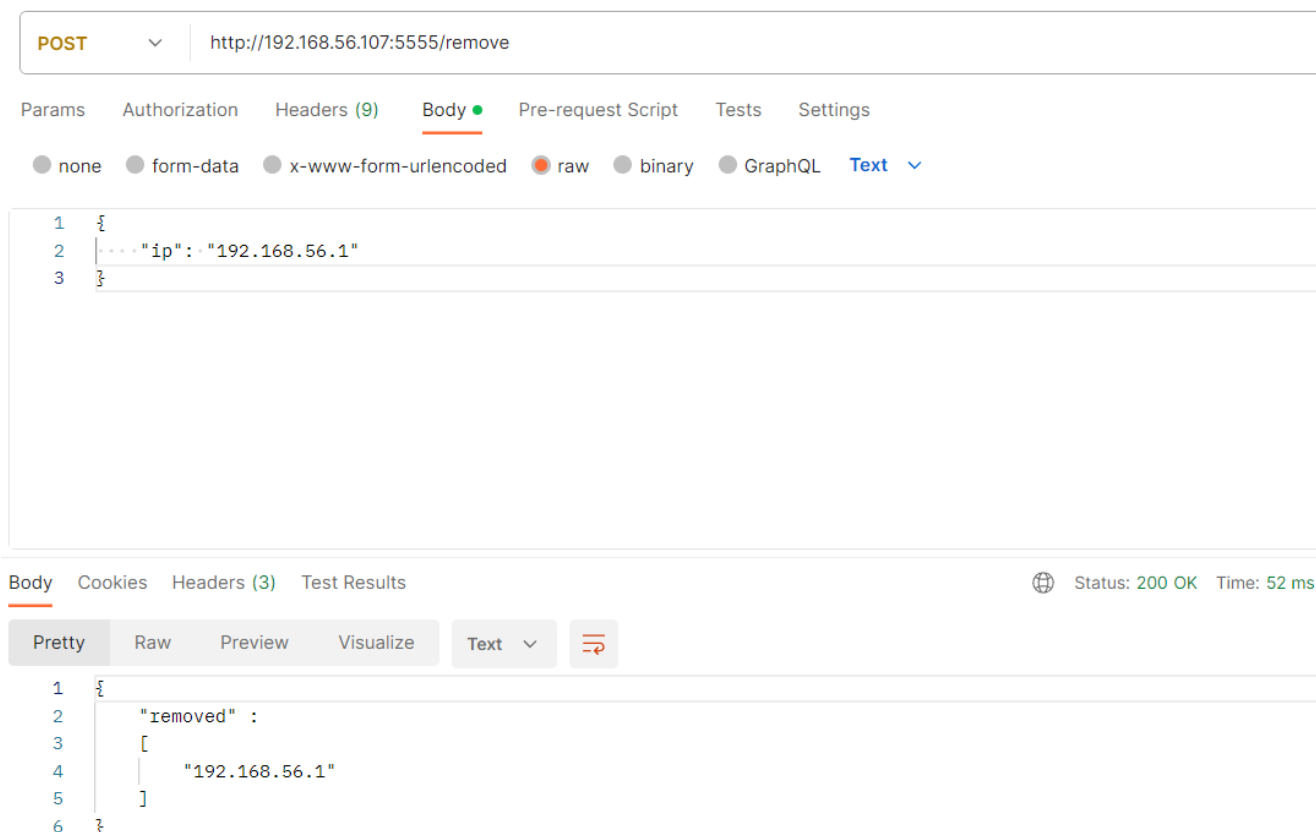 POST http://192.168.56.107:5555/remove
Params Authorization Headers (9) Body Pre-request Script Tests Settings
none form-data x-www-form-urlencoded raw binary GraphQL Text
1 {
2 "ip": "192.168.56.1"
3 }
Body Cookies Headers (3) Test Results Status: 200 OK Time: 52 ms
Pretty Raw Preview Visualize Text
1 {
2 "removed" :
3 [
4 "192.168.56.1"
5 ]
6 }